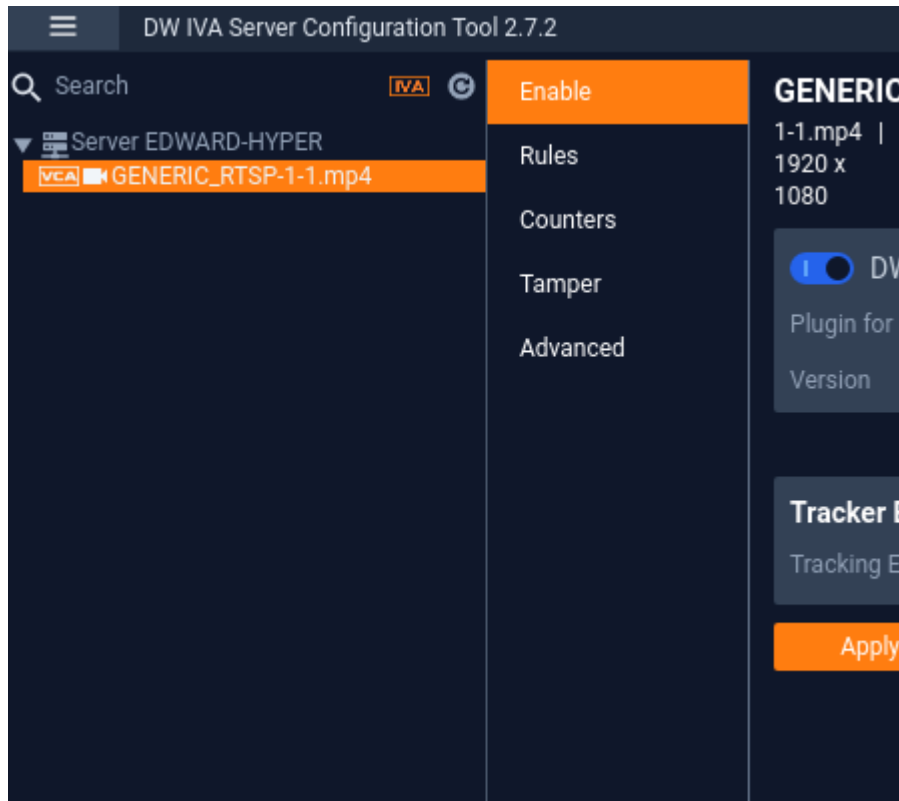 DW IVA Server Configuration Tool 2.7.2
Search IVA
Server EDWARD-HYPER
VCA GENERIC_RTSP-1-1.mp4
Enable
Rules
Counters
Tamper
Advanced
GENERIC
1-1.mp4 |
1920 x
1080
DW
Plugin for
Version
Tracker E
Tracking E
Apply